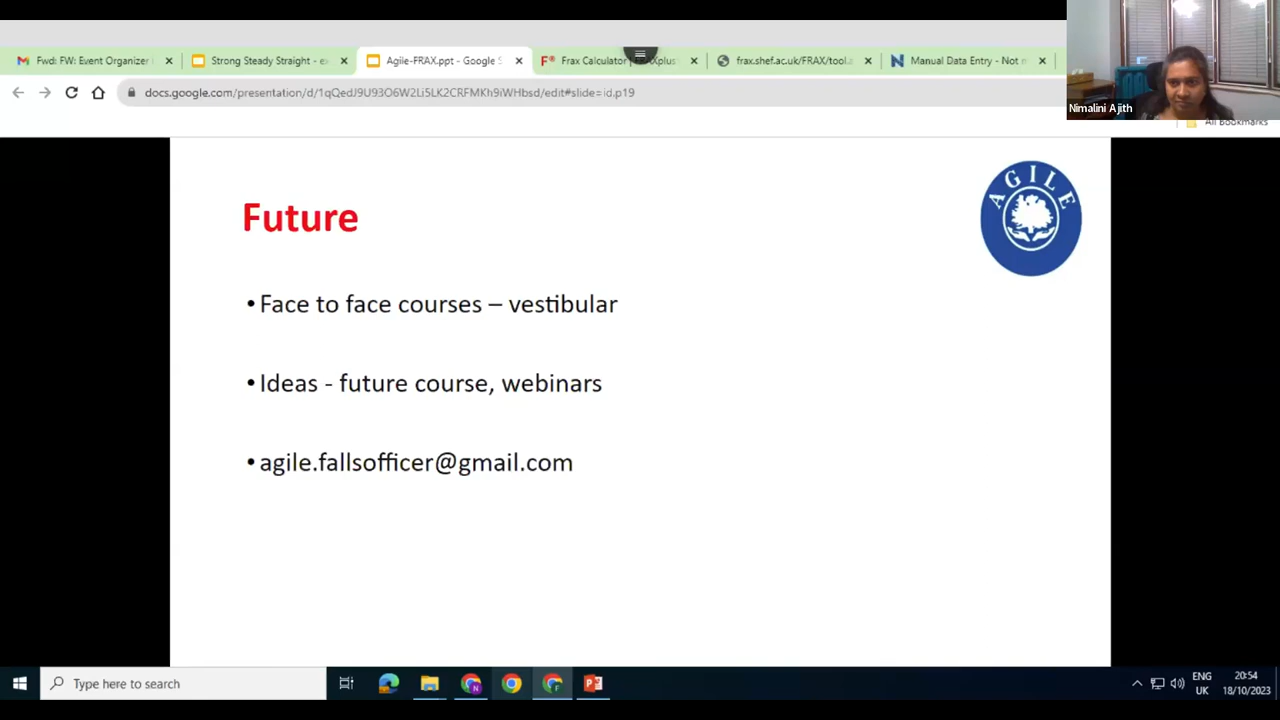 Fwd: FW: Event Organizer
Strong Steady Straight - e
Agile-FRAX.ppt - Google S
Frax Calculator | FRAXplus
frax.shef.ac.uk/FRAX/tool.
Manual Data Entry - Not
docs.google.com/presentation/d/1qQedJ9U93O6W2Li5LK2CRFMKh9iWHbsd/edit#slide=id.p19
Nimalini Ajith
All Bookmarks
AGILE
Future
•Face to face courses – vestibular
•Ideas - future course, webinars
•agile.fallsofficer@gmail.com
Type here to search
ENG
UK
20:54
18/10/2023